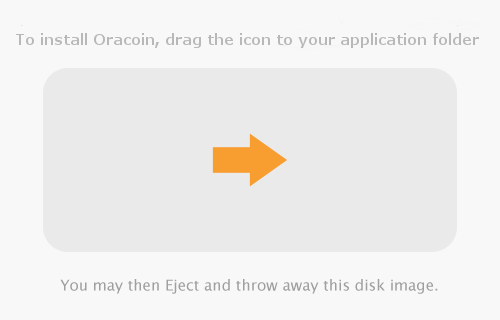 To install Oracoin, drag the icon to your application folder
You may then Eject and throw away this disk image.